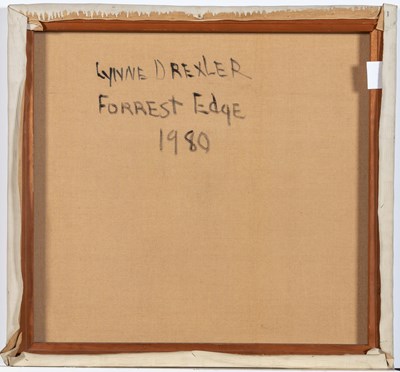 LYNNE DREXLER
FORREST EdgE
1980